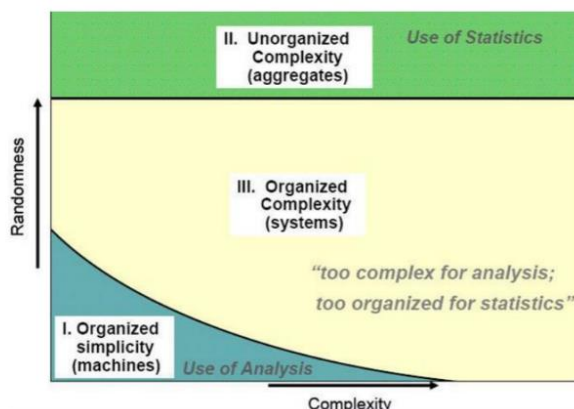 II. Unorganized
Complexity
(aggregates)
Use of Statistics
Randomness
III. Organized
Complexity
(systems)
“too complex for analysis;
too organized for statistics”
I. Organized
simplicity
(machines)
Use of Analysis
Complexity